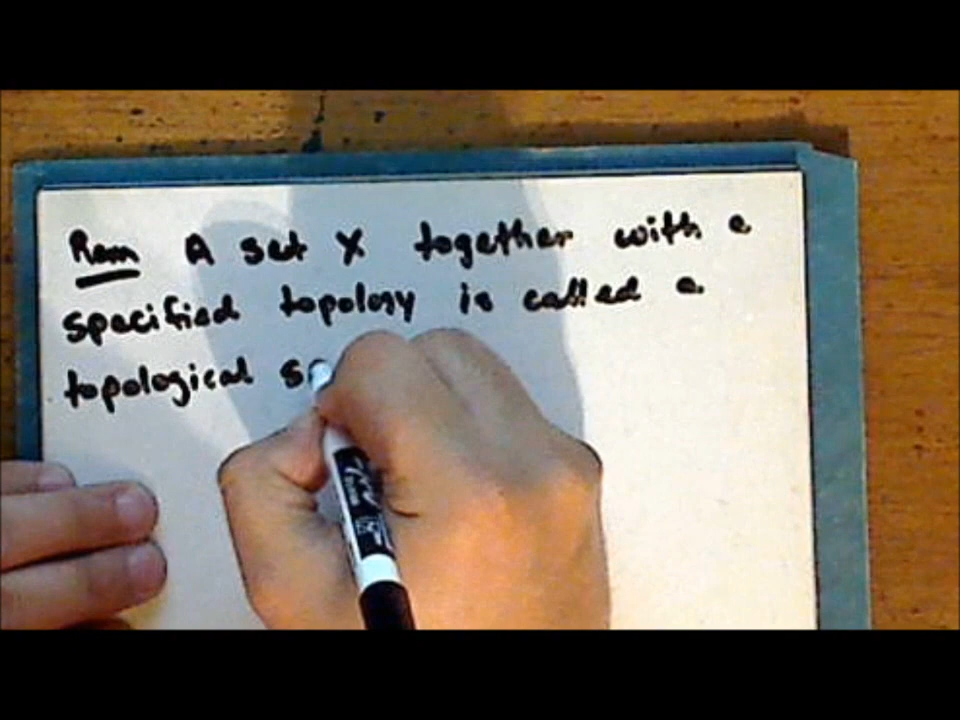 Rem A set X together with a
specified topology is called a
topological s